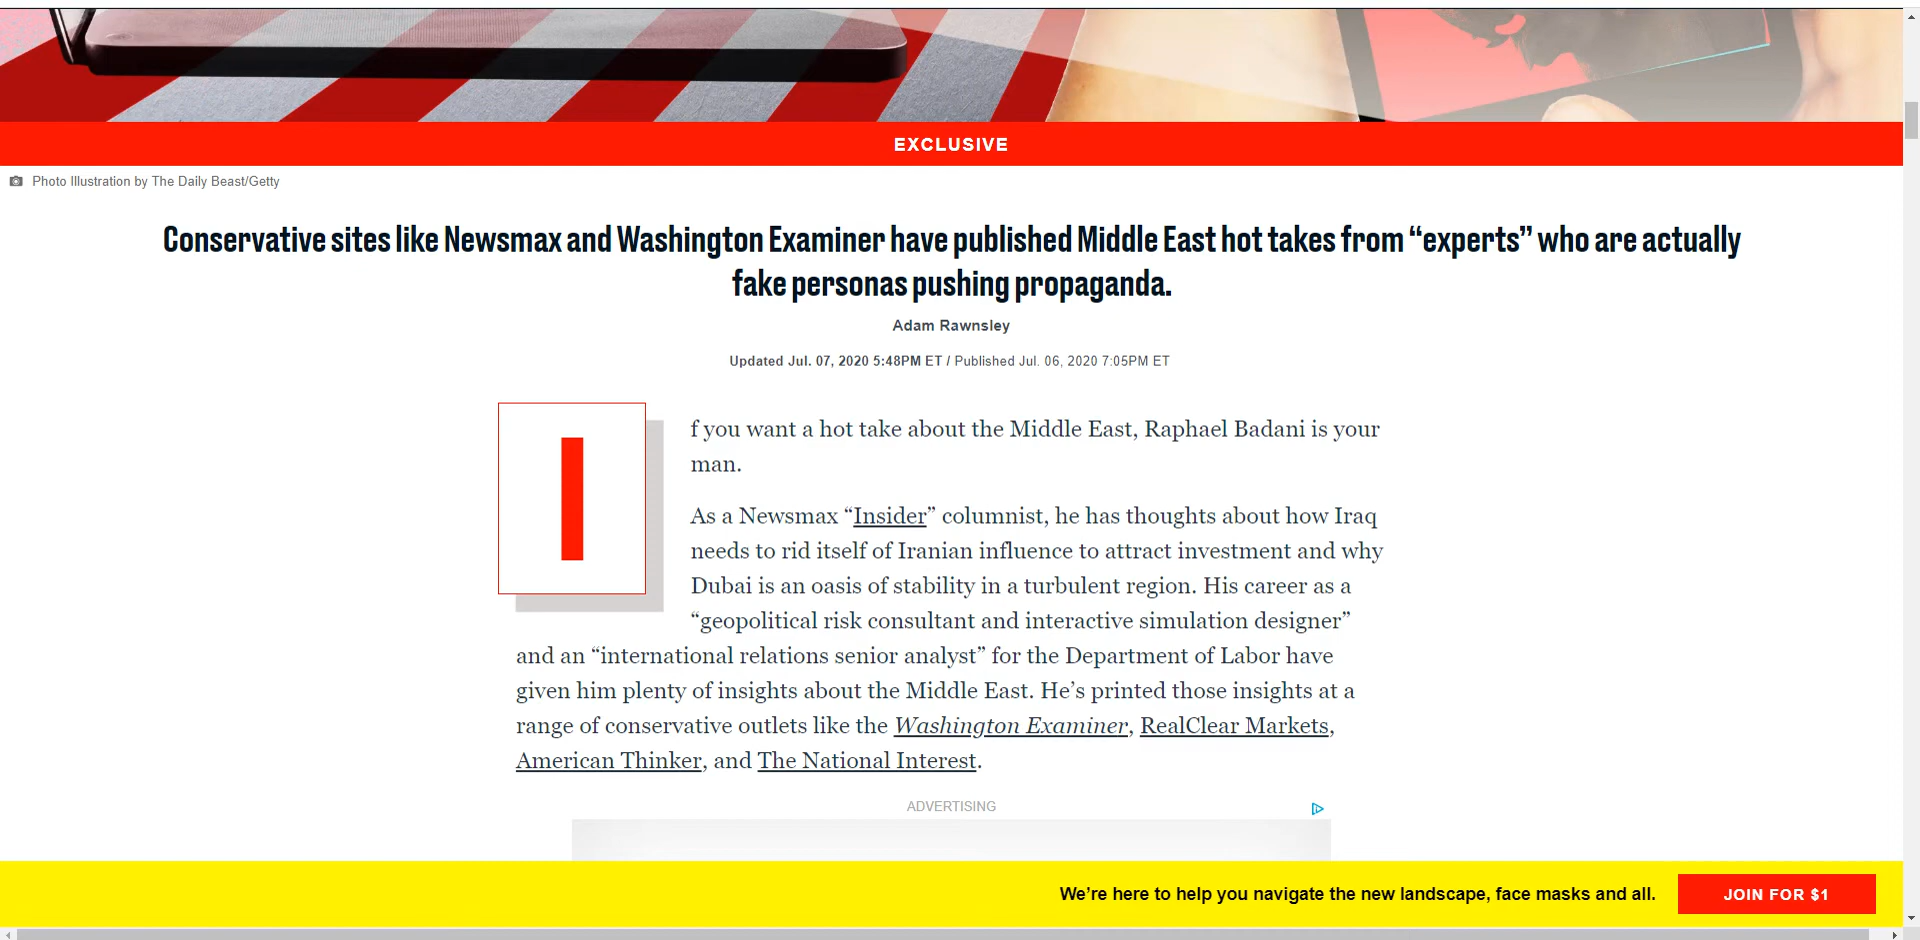 EXCLUSIVE
Photo Illustration by The Daily Beast/Getty
Conservative sites like Newsmax and Washington Examiner have published Middle East hot takes from “experts” who are actually
fake personas pushing propaganda.
Adam Rawnsley
Updated Jul. 07, 2020 5:48PM ET / Published Jul. 06, 2020 7:05PM ET
I
f you want a hot take about the Middle East, Raphael Badani is your
man.
As a Newsmax “Insider” columnist, he has thoughts about how Iraq
needs to rid itself of Iranian influence to attract investment and why
Dubai is an oasis of stability in a turbulent region. His career as a
“geopolitical risk consultant and interactive simulation designer”
and an “international relations senior analyst” for the Department of Labor have
given him plenty of insights about the Middle East. He’s printed those insights at a
range of conservative outlets like the Washington Examiner, RealClear Markets,
American Thinker, and The National Interest.
ADVERTISING
We’re here to help you navigate the new landscape, face masks and all.
JOIN FOR $1